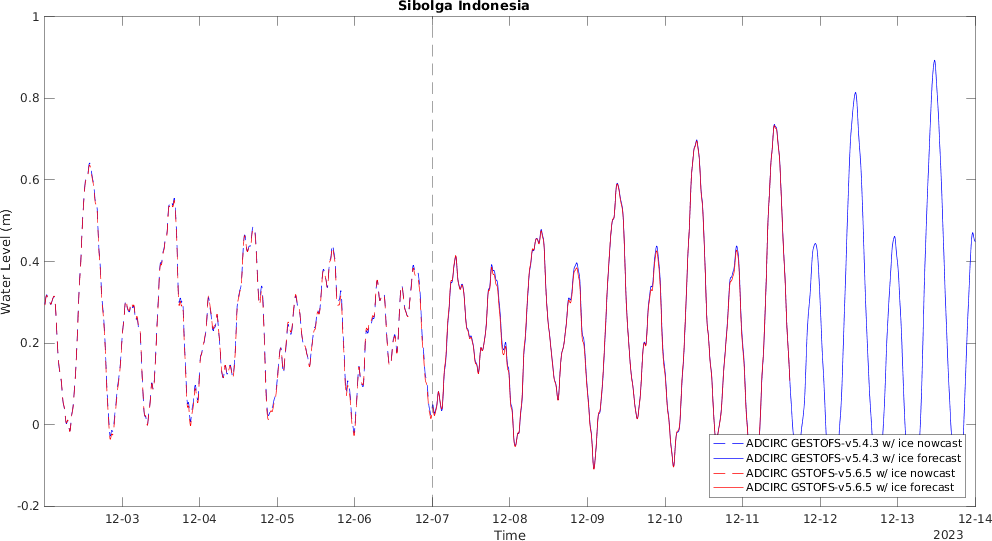 Sibolga Indonesia
1
0.8
0.6
0.4
0.2
0
-0.2
Water Level (m)
12-03 12-04 12-05 12-06 12-07 12-08 12-09 12-10 12-11 12-12 12-13 12-14
Time
2023
ADCIRC GESTOFS-v5.4.3 w/ ice nowcast
ADCIRC GESTOFS-v5.4.3 w/ ice forecast
ADCIRC GSTOFS-v5.6.5 w/ ice nowcast
ADCIRC GSTOFS-v5.6.5 w/ ice forecast